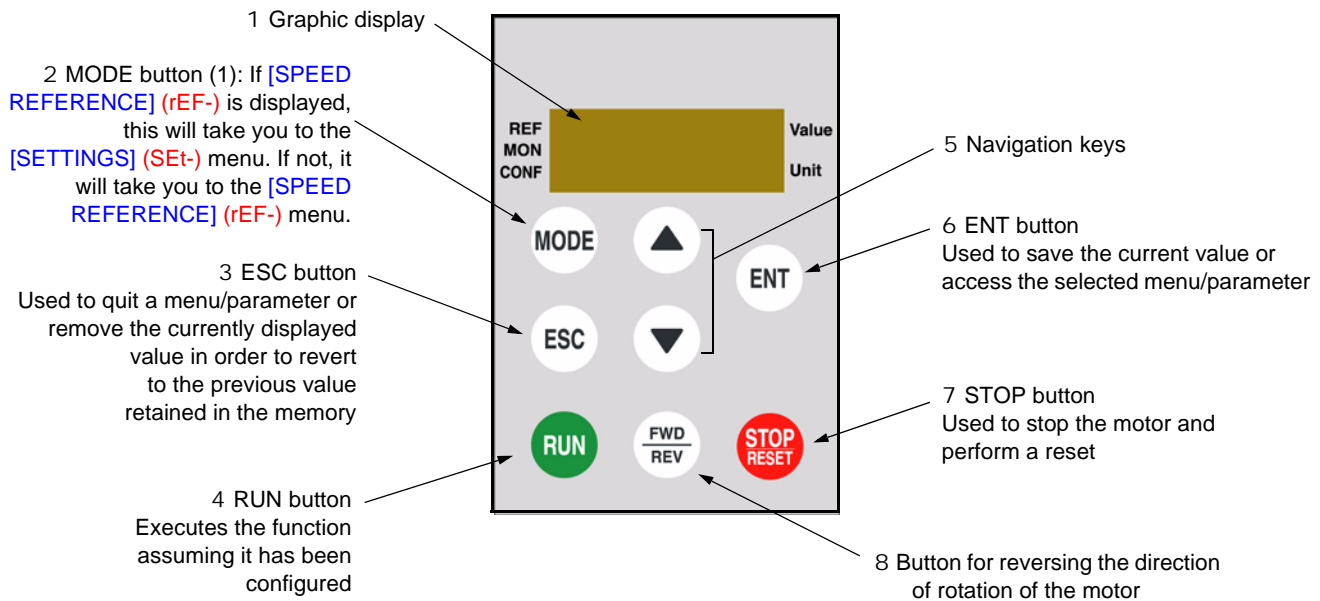 1 Graphic display
2 MODE button (1): If [SPEED
REFERENCE] (rEF-) is displayed,
this will take you to the
[SETTINGS] (SEt-) menu. If not, it
will take you to the [SPEED
REFERENCE] (rEF-) menu.
3 ESC button
Used to quit a menu/parameter or
remove the currently displayed
value in order to revert
to the previous value
retained in the memory
4 RUN button
Executes the function
assuming it has been
configured
REF
MON
CONF
Value
Unit
MODE
ENT
ESC
RUN
FWD
REV
STOP
RESET
5 Navigation keys
6 ENT button
Used to save the current value or
access the selected menu/parameter
7 STOP button
Used to stop the motor and
perform a reset
8 Button for reversing the direction
of rotation of the motor